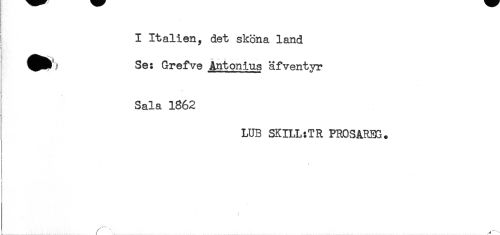 I Italien, det sköna land
Se: Grefve Antonius äfventyr
Sala 1862
LUB SKILL:TR PROSAREG.